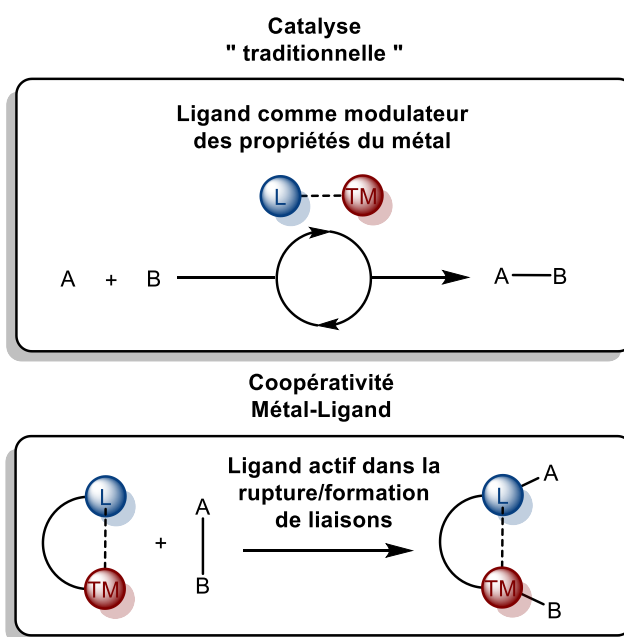 Catalyse
" traditionnelle "
Ligand comme modulateur
des propriétés du métal
L TM
A + B A B
Coopérativité
Métal-Ligand
Ligand actif dans la
rupture/formation
de liaisons
L A L A
+
TM B TM B